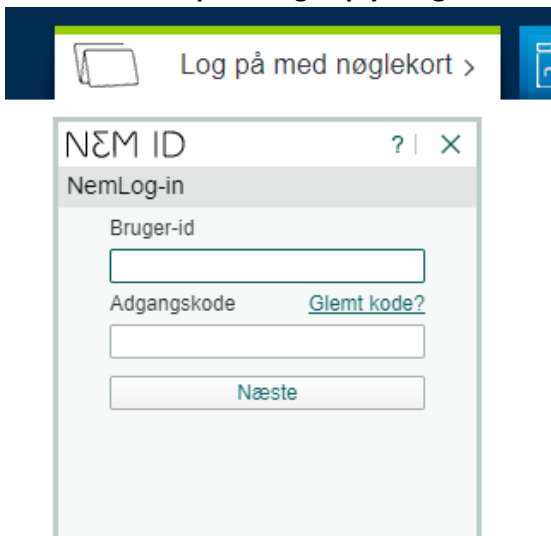 Log på med nøglekort >
NEM ID ? X
NemLog-in
Bruger-id
Adgangskode Glemt kode?
Næste